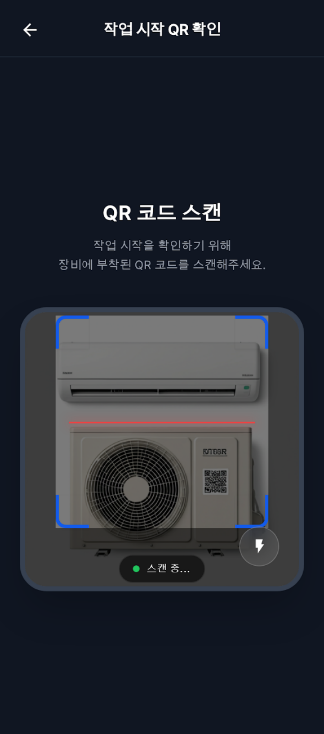 작업 시작 QR 확인
QR 코드 스캔
작업 시작을 확인하기 위해
장비에 부착된 QR 코드를 스캔해주세요.
스캔 중...